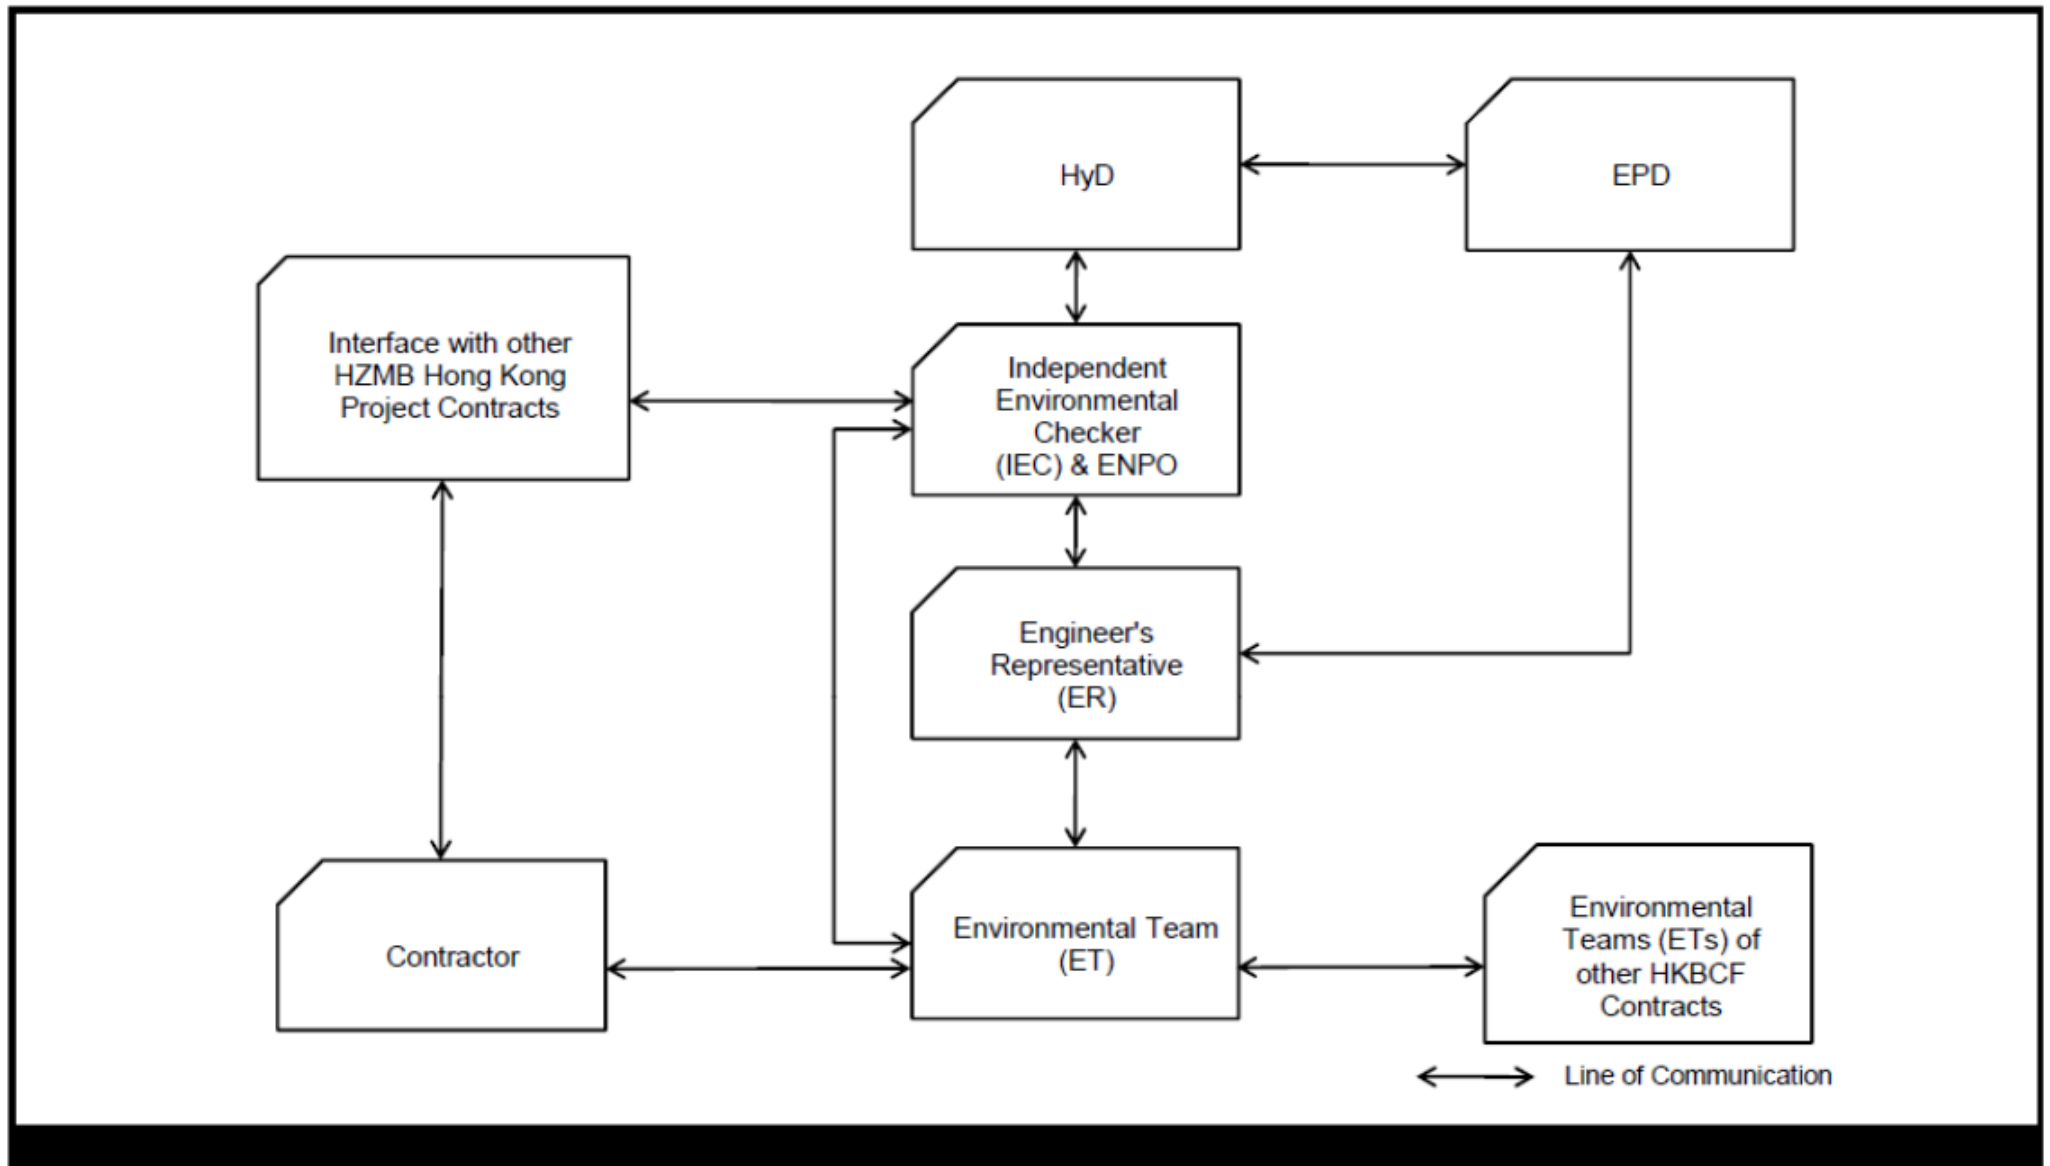 HyD
EPD
Interface with other
HZMB Hong Kong
Project Contracts
Independent
Environmental
Checker
(IEC) & ENPO
Engineer's
Representative
(ER)
Contractor
Environmental Team
(ET)
Environmental
Teams (ETs) of
other HKBCF
Contracts
Line of Communication